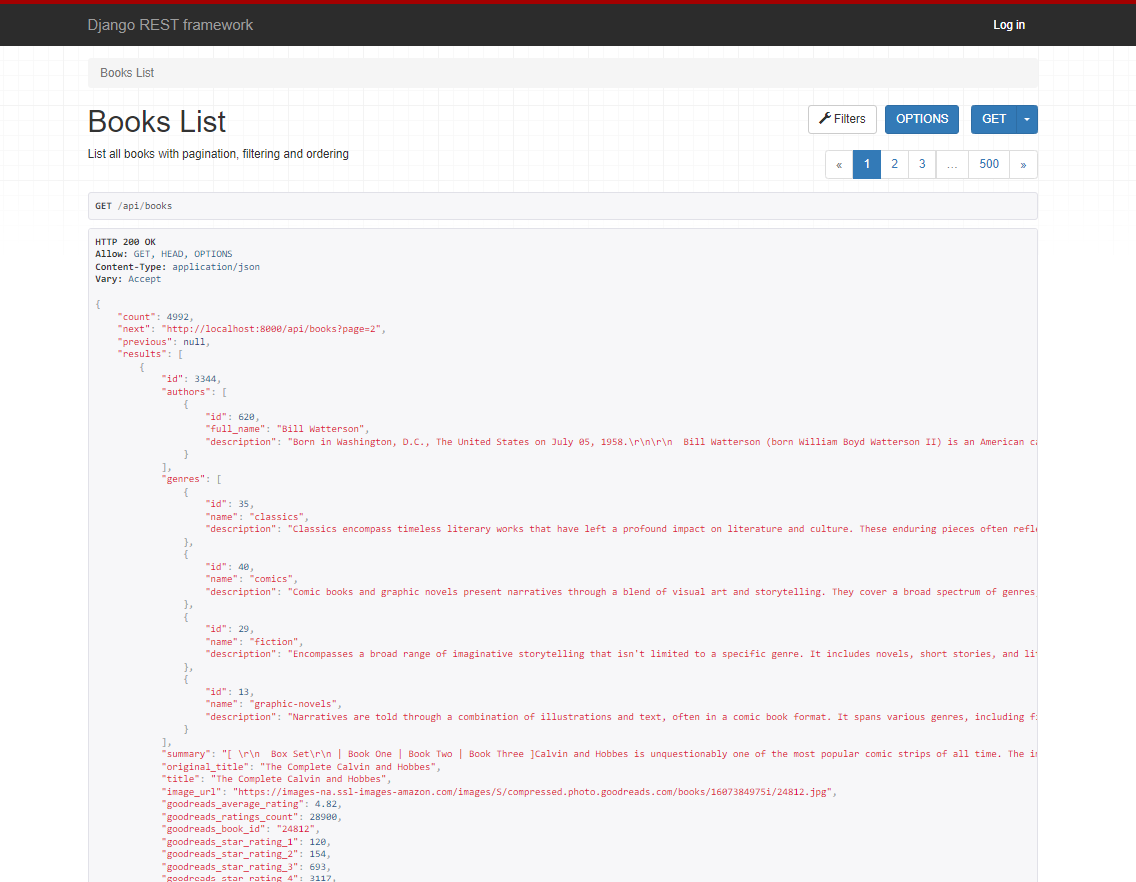 Django REST framework
Log in
Books List
Books List
Filters
OPTIONS
GET
List all books with pagination, filtering and ordering
« 1 2 3 … 500 »
GET /api/books
HTTP 200 OK
Allow: GET, HEAD, OPTIONS
Content-Type: application/json
Vary: Accept
{
    "count": 4992,
    "next": "http://localhost:8000/api/books?page=2",
    "previous": null,
    "results": [
        {
            "id": 3344,
            "authors": [
                {
                    "id": 620,
                    "full_name": "Bill Watterson",
                    "description": "Born in Washington, D.C., The United States on July 05, 1958.\r\n\r\n  Bill Watterson (born William Boyd Watterson II) is an American ca
                }
            ],
            "genres": [
                {
                    "id": 35,
                    "name": "classics",
                    "description": "Classics encompass timeless literary works that have left a profound impact on literature and culture. These enduring pieces often refle
                },
                {
                    "id": 40,
                    "name": "comics",
                    "description": "Comic books and graphic novels present narratives through a blend of visual art and storytelling. They cover a broad spectrum of genres
                },
                {
                    "id": 29,
                    "name": "fiction",
                    "description": "Encompasses a broad range of imaginative storytelling that isn't limited to a specific genre. It includes novels, short stories, and lit
                },
                {
                    "id": 13,
                    "name": "graphic-novels",
                    "description": "Narratives are told through a combination of illustrations and text, often in a comic book format. It spans various genres, including fi
                }
            ],
            "summary": "[ \r\n  Box Set\r\n | Book One | Book Two | Book Three ]Calvin and Hobbes is unquestionably one of the most popular comic strips of all time. The in
            "original_title": "The Complete Calvin and Hobbes",
            "title": "The Complete Calvin and Hobbes",
            "image_url": "https://images-na.ssl-images-amazon.com/images/S/compressed.photo.goodreads.com/books/1607384975i/24812.jpg",
            "goodreads_average_rating": 4.82,
            "goodreads_ratings_count": 28900,
            "goodreads_book_id": "24812",
            "goodreads_star_rating_1": 120,
            "goodreads_star_rating_2": 154,
            "goodreads_star_rating_3": 693,
            "goodreads_star_rating_4": 3117,